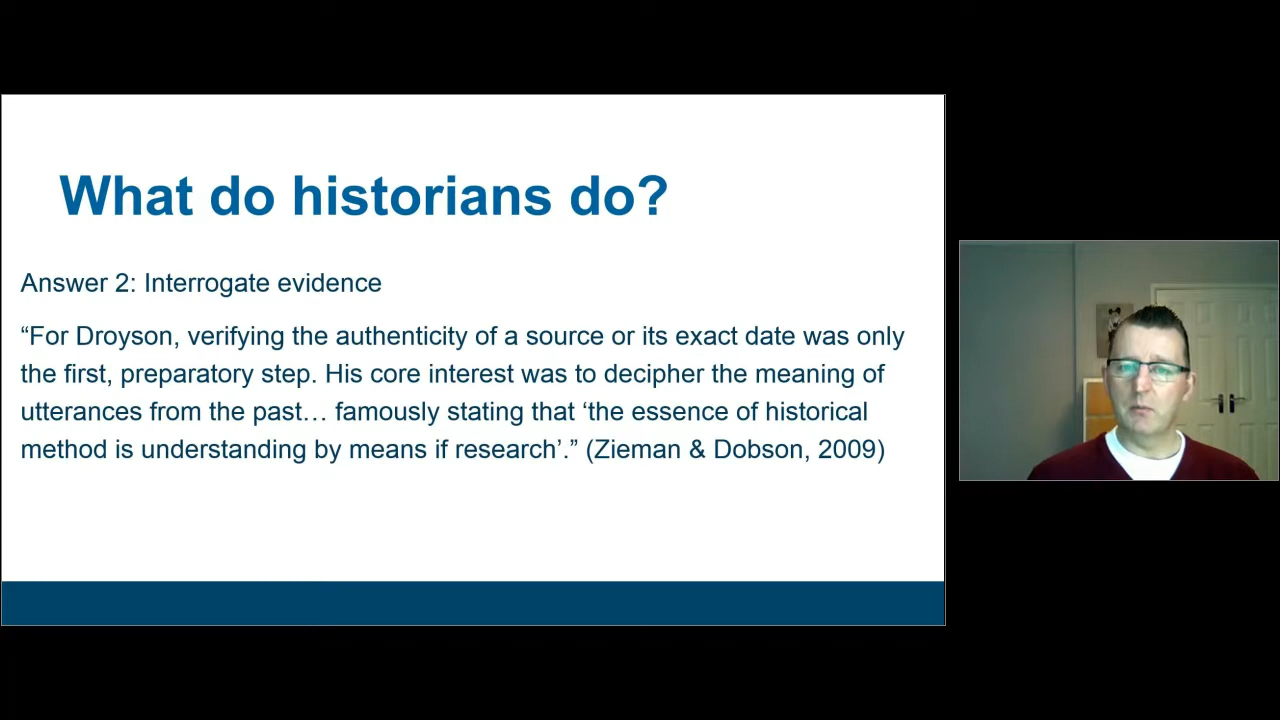 What do historians do?
Answer 2: Interrogate evidence
“For Droyson, verifying the authenticity of a source or its exact date was only
the first, preparatory step. His core interest was to decipher the meaning of
utterances from the past… famously stating that ‘the essence of historical
method is understanding by means if research’.” (Zieman & Dobson, 2009)